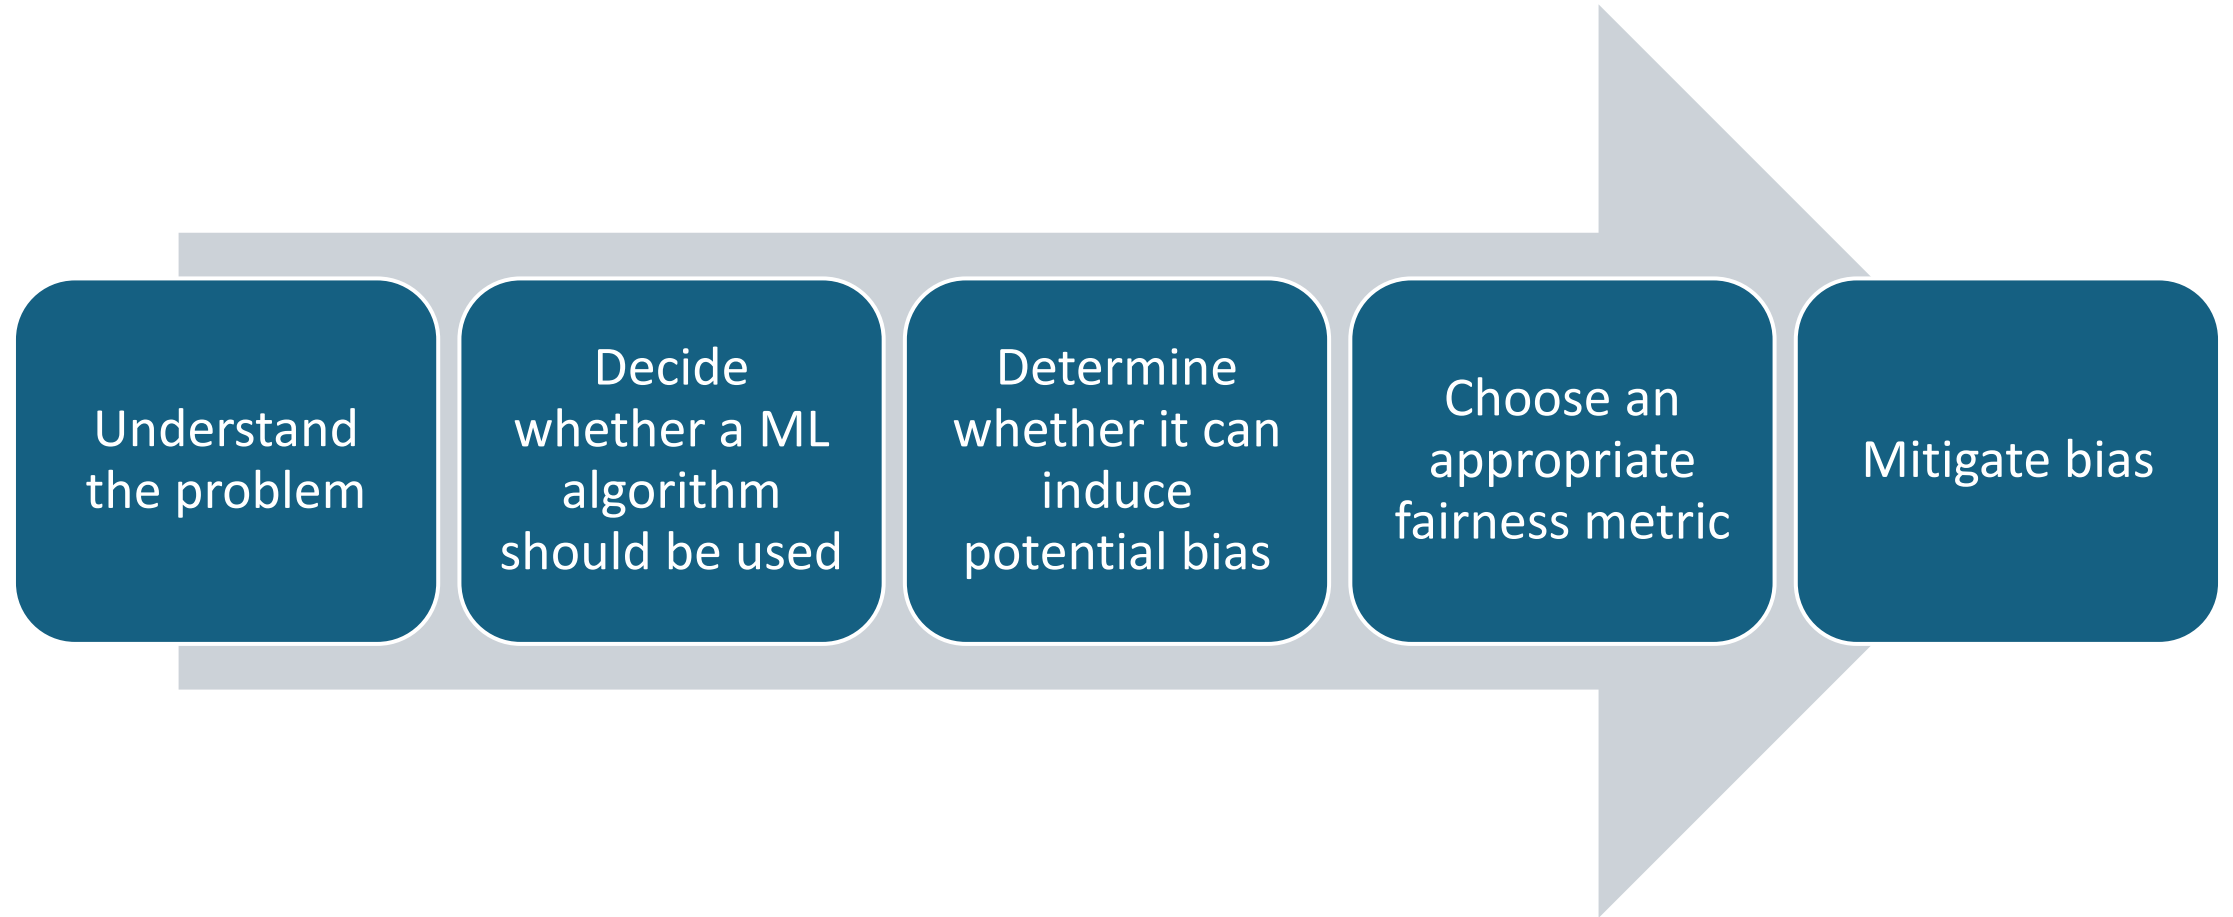 Understand
the problem
Decide
whether a ML
algorithm
should be used
Determine
whether it can
induce
potential bias
Choose an
appropriate
fairness metric
Mitigate bias